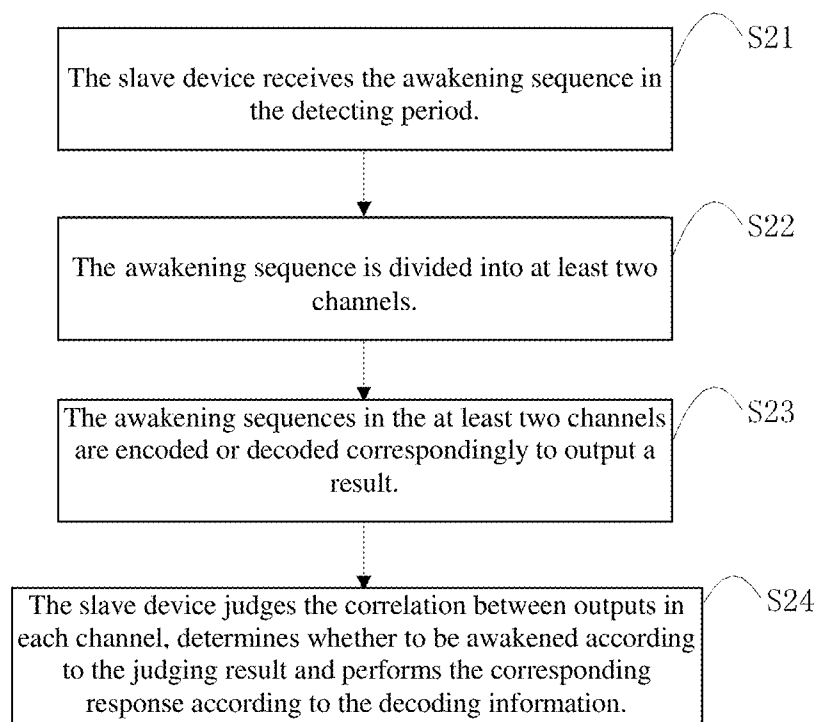 S21
The slave device receives the awakening sequence in
the detecting period.
S22
The awakening sequence is divided into at least two
channels.
S23
The awakening sequences in the at least two channels
are encoded or decoded correspondingly to output a
result.
S24
The slave device judges the correlation between outputs in
each channel, determines whether to be awakened according
to the judging result and performs the corresponding
response according to the decoding information.